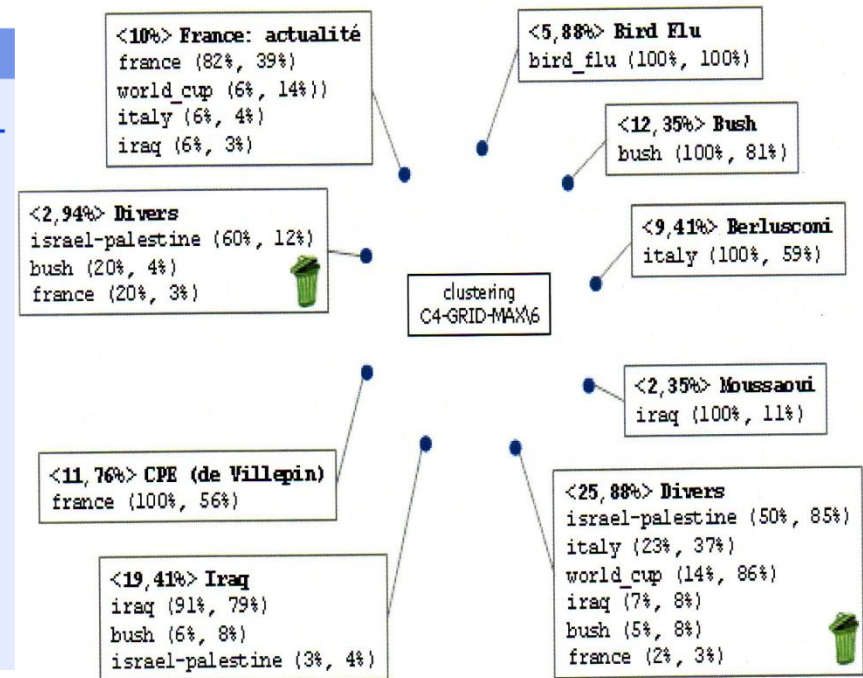 <10%> France: actualité
france (82%, 39%)
world_cup (6%, 14%))
italy (6%, 4%)
iraq (6%, 3%)
<5,88%> Bird Flu
bird_flu (100%, 100%)
<12,35%> Bush
bush (100%, 81%)
<2,94%> Divers
israel-palestine (60%, 12%)
bush (20%, 4%)
france (20%, 3%)
<9,41%> Berlusconi
italy (100%, 59%)
clustering
C4-GRID-MAX\6
<2,35%> Moussaoui
iraq (100%, 11%)
<11,76%> CPE (de Villepin)
france (100%, 56%)
<25,88%> Divers
israel-palestine (50%, 85%)
italy (23%, 37%)
world_cup (14%, 86%)
iraq (7%, 8%)
bush (5%, 8%)
france (2%, 3%)
<19,41%> Iraq
iraq (91%, 79%)
bush (6%, 8%)
israel-palestine (3%, 4%)